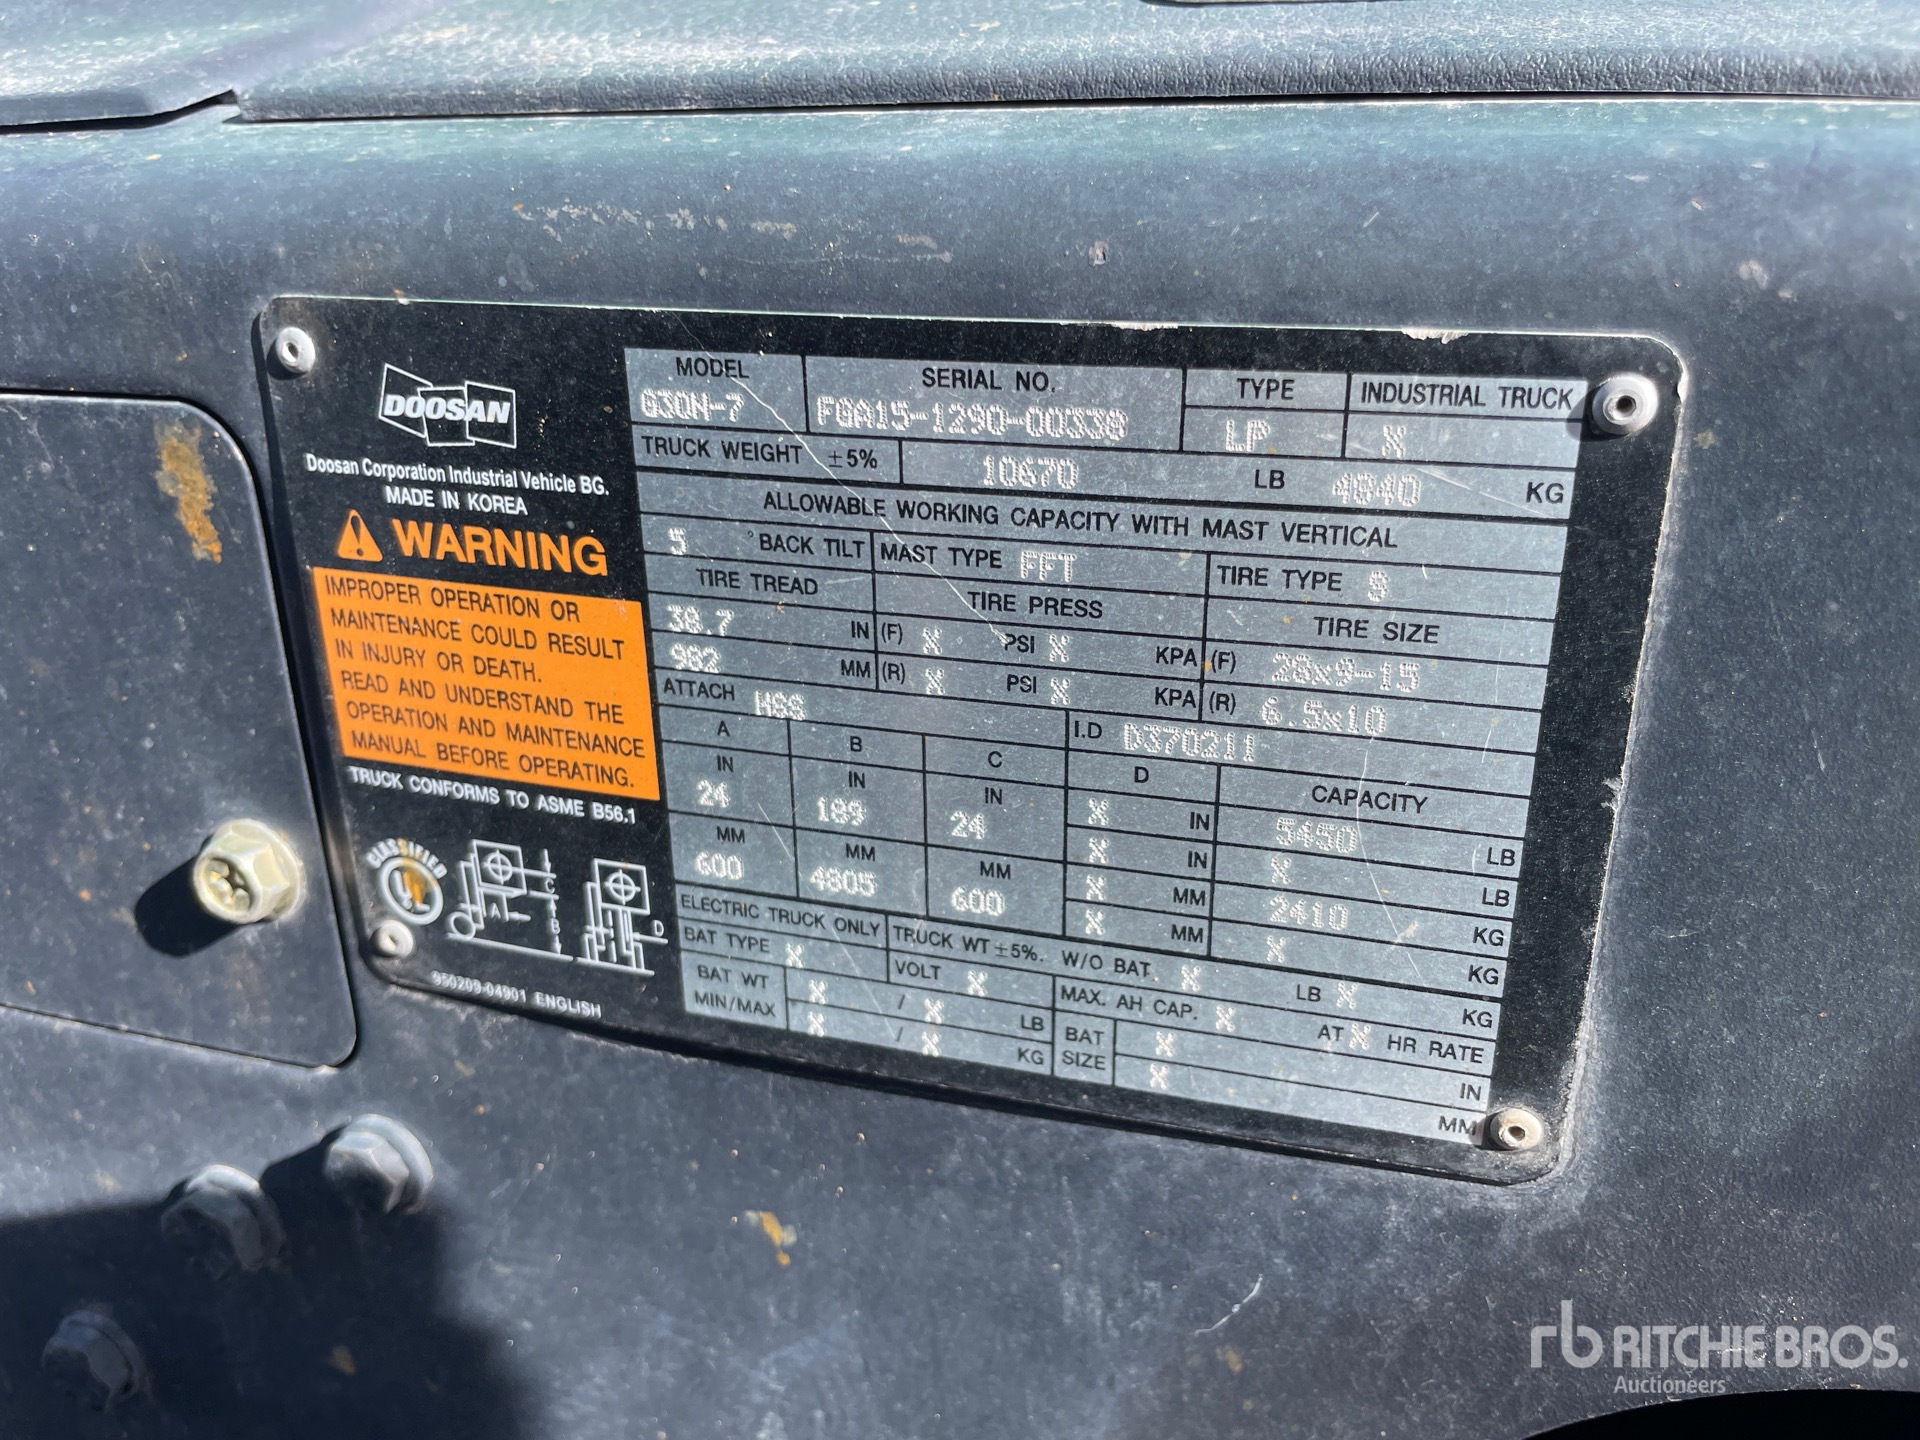 DOOSAN
Doosan Corporation Industrial Vehicle BG.
MADE IN KOREA
WARNING
IMPROPER OPERATION OR
MAINTENANCE COULD RESULT
IN INJURY OR DEATH.
READ AND UNDERSTAND THE
OPERATION AND MAINTENANCE
MANUAL BEFORE OPERATING.
TRUCK CONFORMS TO ASME B56.1
CLASSIFIED
UL
A
B
C
D
950209-04901 ENGLISH
MODEL SERIAL NO. TYPE INDUSTRIAL TRUCK
G30N-7 FGA15-1290-00338 LP X
TRUCK WEIGHT ±5% 10670 LB 4840 KG
ALLOWABLE WORKING CAPACITY WITH MAST VERTICAL
5 ° BACK TILT MAST TYPE FFT TIRE TYPE S
TIRE TREAD TIRE PRESS TIRE SIZE
38.7 IN (F) X PSI X KPA (F) 28x9-15
982 MM (R) X PSI X KPA (R) 6.5x10
ATTACH HSS I.D D370211
A B C D CAPACITY
IN IN IN
24 189 24 X IN 5450 LB
X IN X LB
MM MM MM
600 4805 600 X MM 2410 KG
X MM X KG
ELECTRIC TRUCK ONLY TRUCK WT ±5%. W/O BAT. X LB X KG
BAT TYPE X VOLT X MAX. AH CAP. X AT X HR RATE
BAT WT X / X LB BAT X IN
MIN/MAX X / X KG SIZE X MM
rb RITCHIE BROS.
Auctioneers